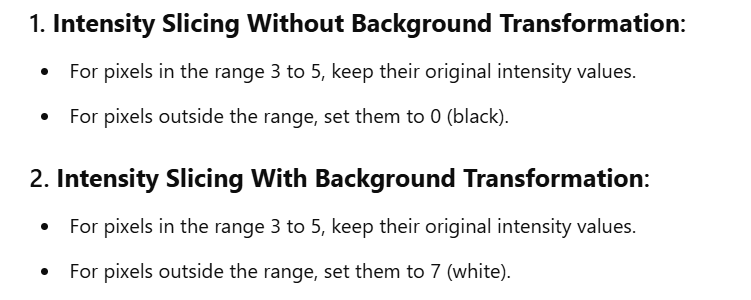 1. Intensity Slicing Without Background Transformation:
• For pixels in the range 3 to 5, keep their original intensity values.
• For pixels outside the range, set them to 0 (black).
2. Intensity Slicing With Background Transformation:
• For pixels in the range 3 to 5, keep their original intensity values.
• For pixels outside the range, set them to 7 (white).